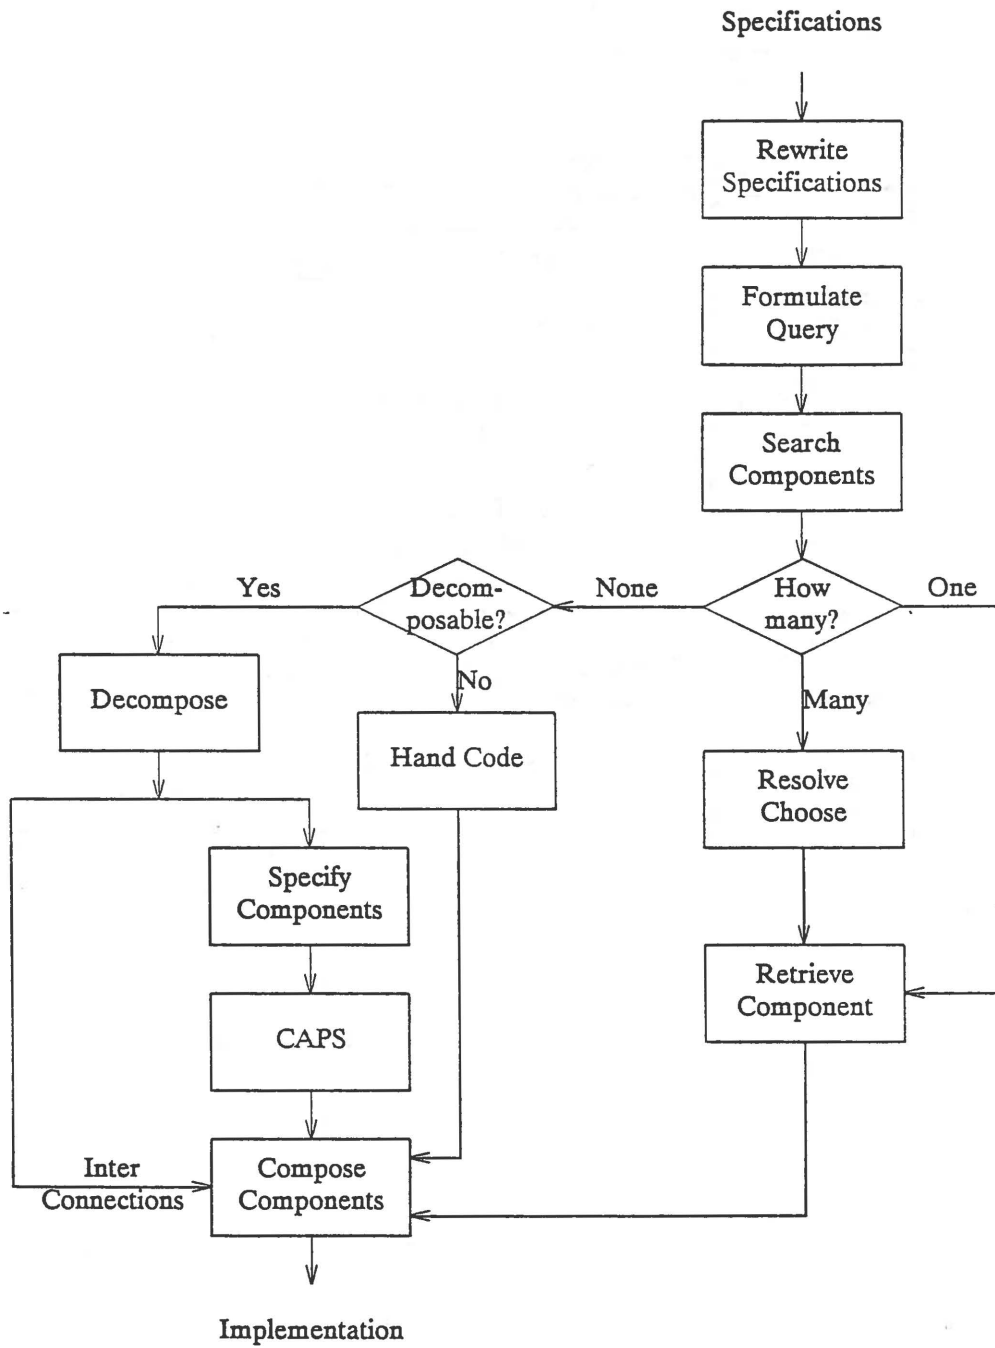 Specifications
Rewrite
Specifications
Formulate
Query
Search
Components
Yes
Decom-
posable?
None
How
many?
One
No
Many
Decompose
Hand Code
Resolve
Choose
Specify
Components
Retrieve
Component
CAPS
Inter
Connections
Compose
Components
Implementation